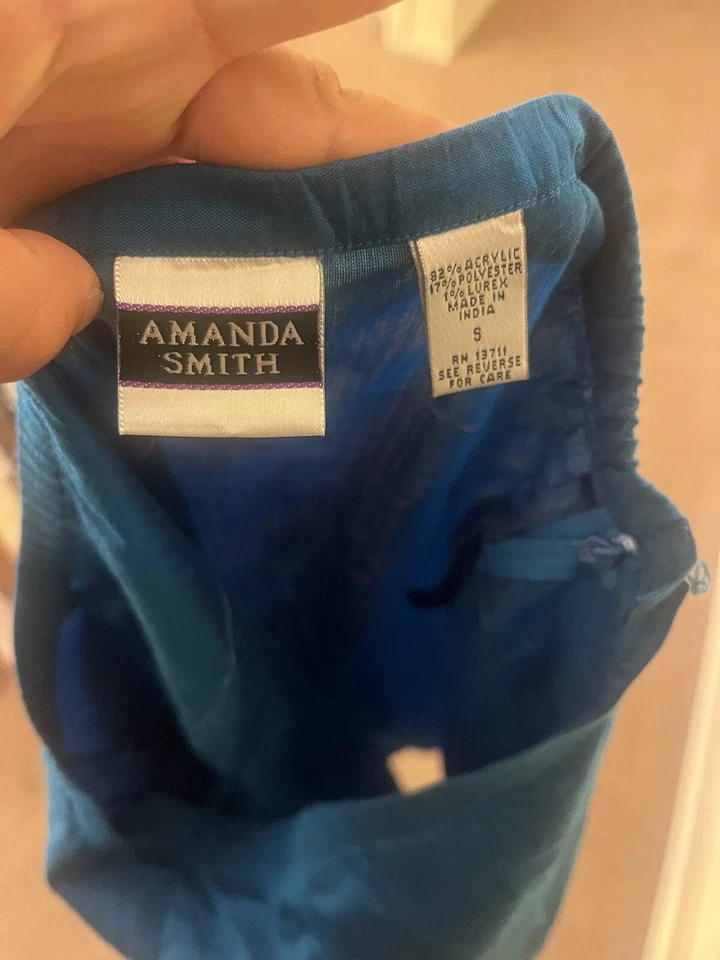 AMANDA
SMITH
82% ACRYLIC
17% POLYESTER
1% LUREX
MADE IN
INDIA
S
RN 13711
SEE REVERSE
FOR CARE